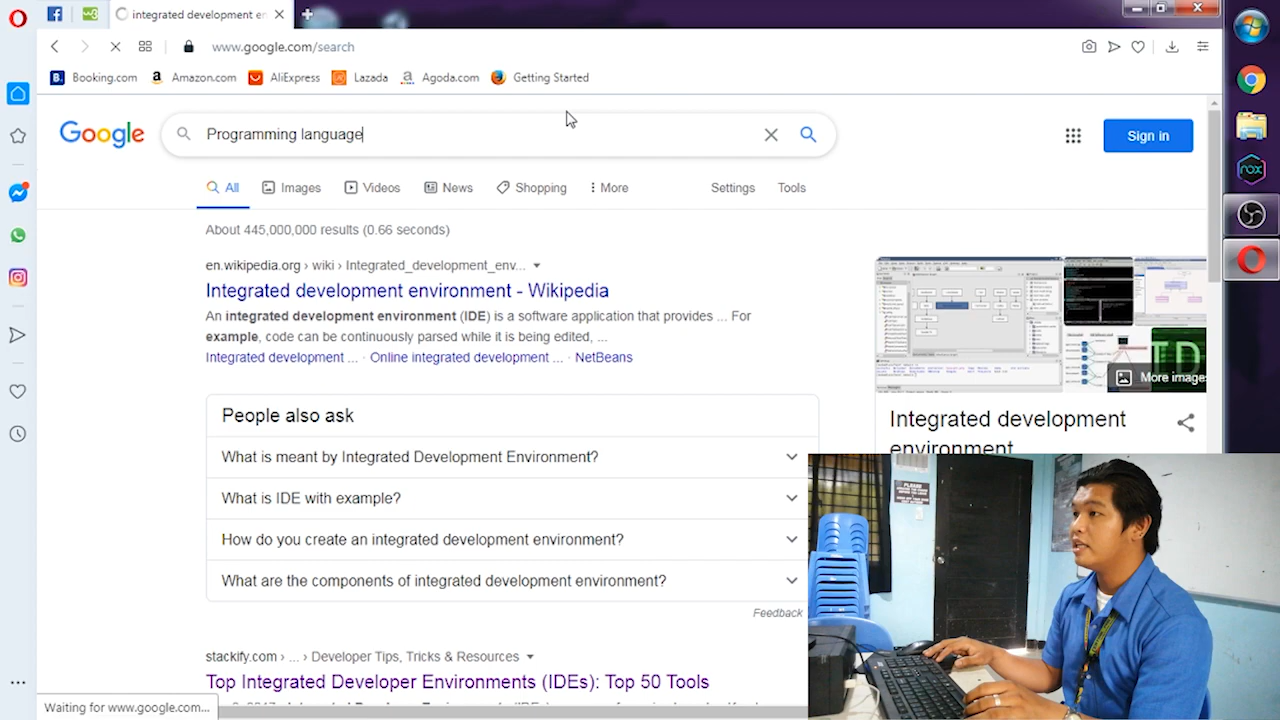 integrated development en
www.google.com/search
Booking.com
Amazon.com
AliExpress
Lazada
Agoda.com
Getting Started
Google
Programming language
Sign in
All
Images
Videos
News
Shopping
More
Settings
Tools
About 445,000,000 results (0.66 seconds)
en.wikipedia.org › wiki › Integrated_development_env...
Integrated development environment - Wikipedia
An integrated development environment (IDE) is a software application that provides ... For
example, code can be parsed while it is being edited, ...
Integrated development ... · Online integrated development ... · NetBeans
TD
More images
Integrated development
environment
People also ask
What is meant by Integrated Development Environment?
What is IDE with example?
How do you create an integrated development environment?
What are the components of integrated development environment?
Feedback
PLEASE
stackify.com › ... › Developer Tips, Tricks & Resources
Top Integrated Developer Environments (IDEs): Top 50 Tools
Waiting for www.google.com...
nox